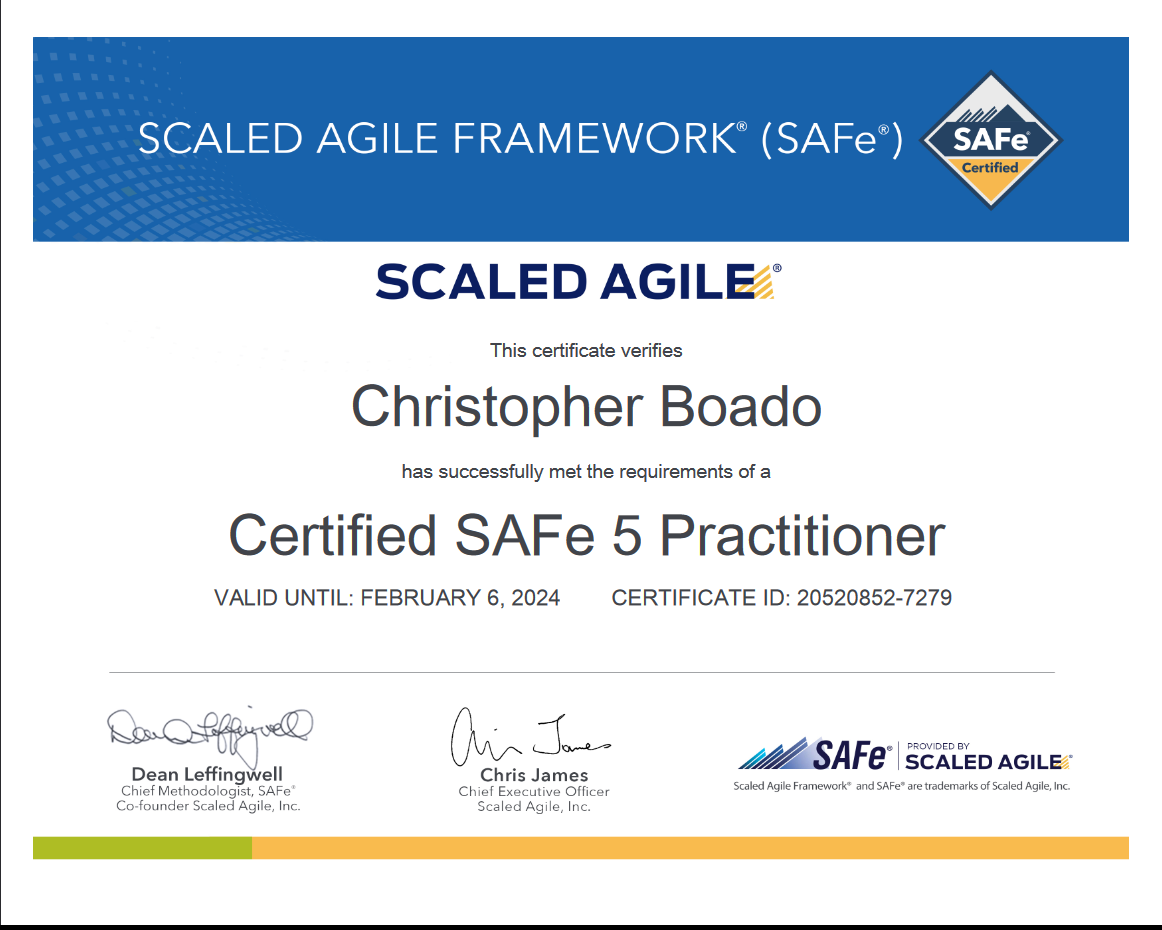 SCALED AGILE FRAMEWORK® (SAFe®)
SAFe®
Certified
SCALED AGILE®
This certificate verifies
Christopher Boado
has successfully met the requirements of a
Certified SAFe 5 Practitioner
VALID UNTIL: FEBRUARY 6, 2024 CERTIFICATE ID: 20520852-7279
Dean Leffingwell
Dean Leffingwell
Chief Methodologist, SAFe®
Co-founder Scaled Agile, Inc.
Chris James
Chris James
Chief Executive Officer
Scaled Agile, Inc.
SAFe® PROVIDED BY
SCALED AGILE®
Scaled Agile Framework® and SAFe® are trademarks of Scaled Agile, Inc.